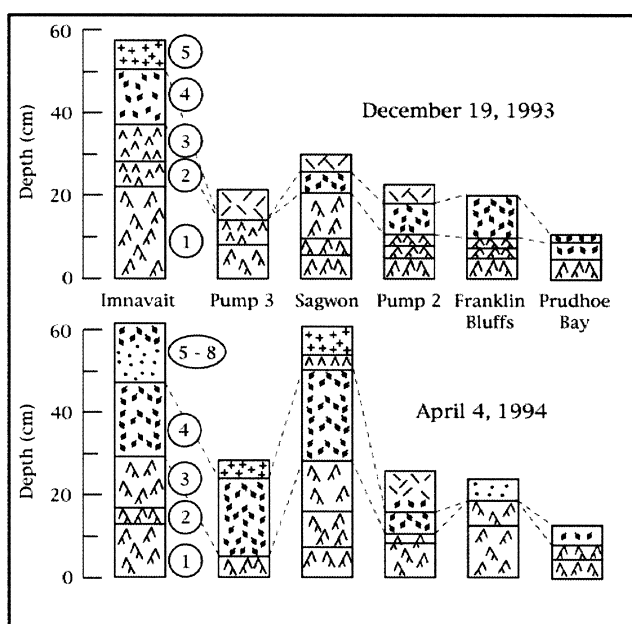 60
5
4
December 19, 1993
40
3
Depth (cm)
2
20
1
0
Imnavait Pump 3 Sagwon Pump 2 Franklin Bluffs Prudhoe Bay
60
5 - 8
April 4, 1994
40
4
Depth (cm)
3
20
2
1
0